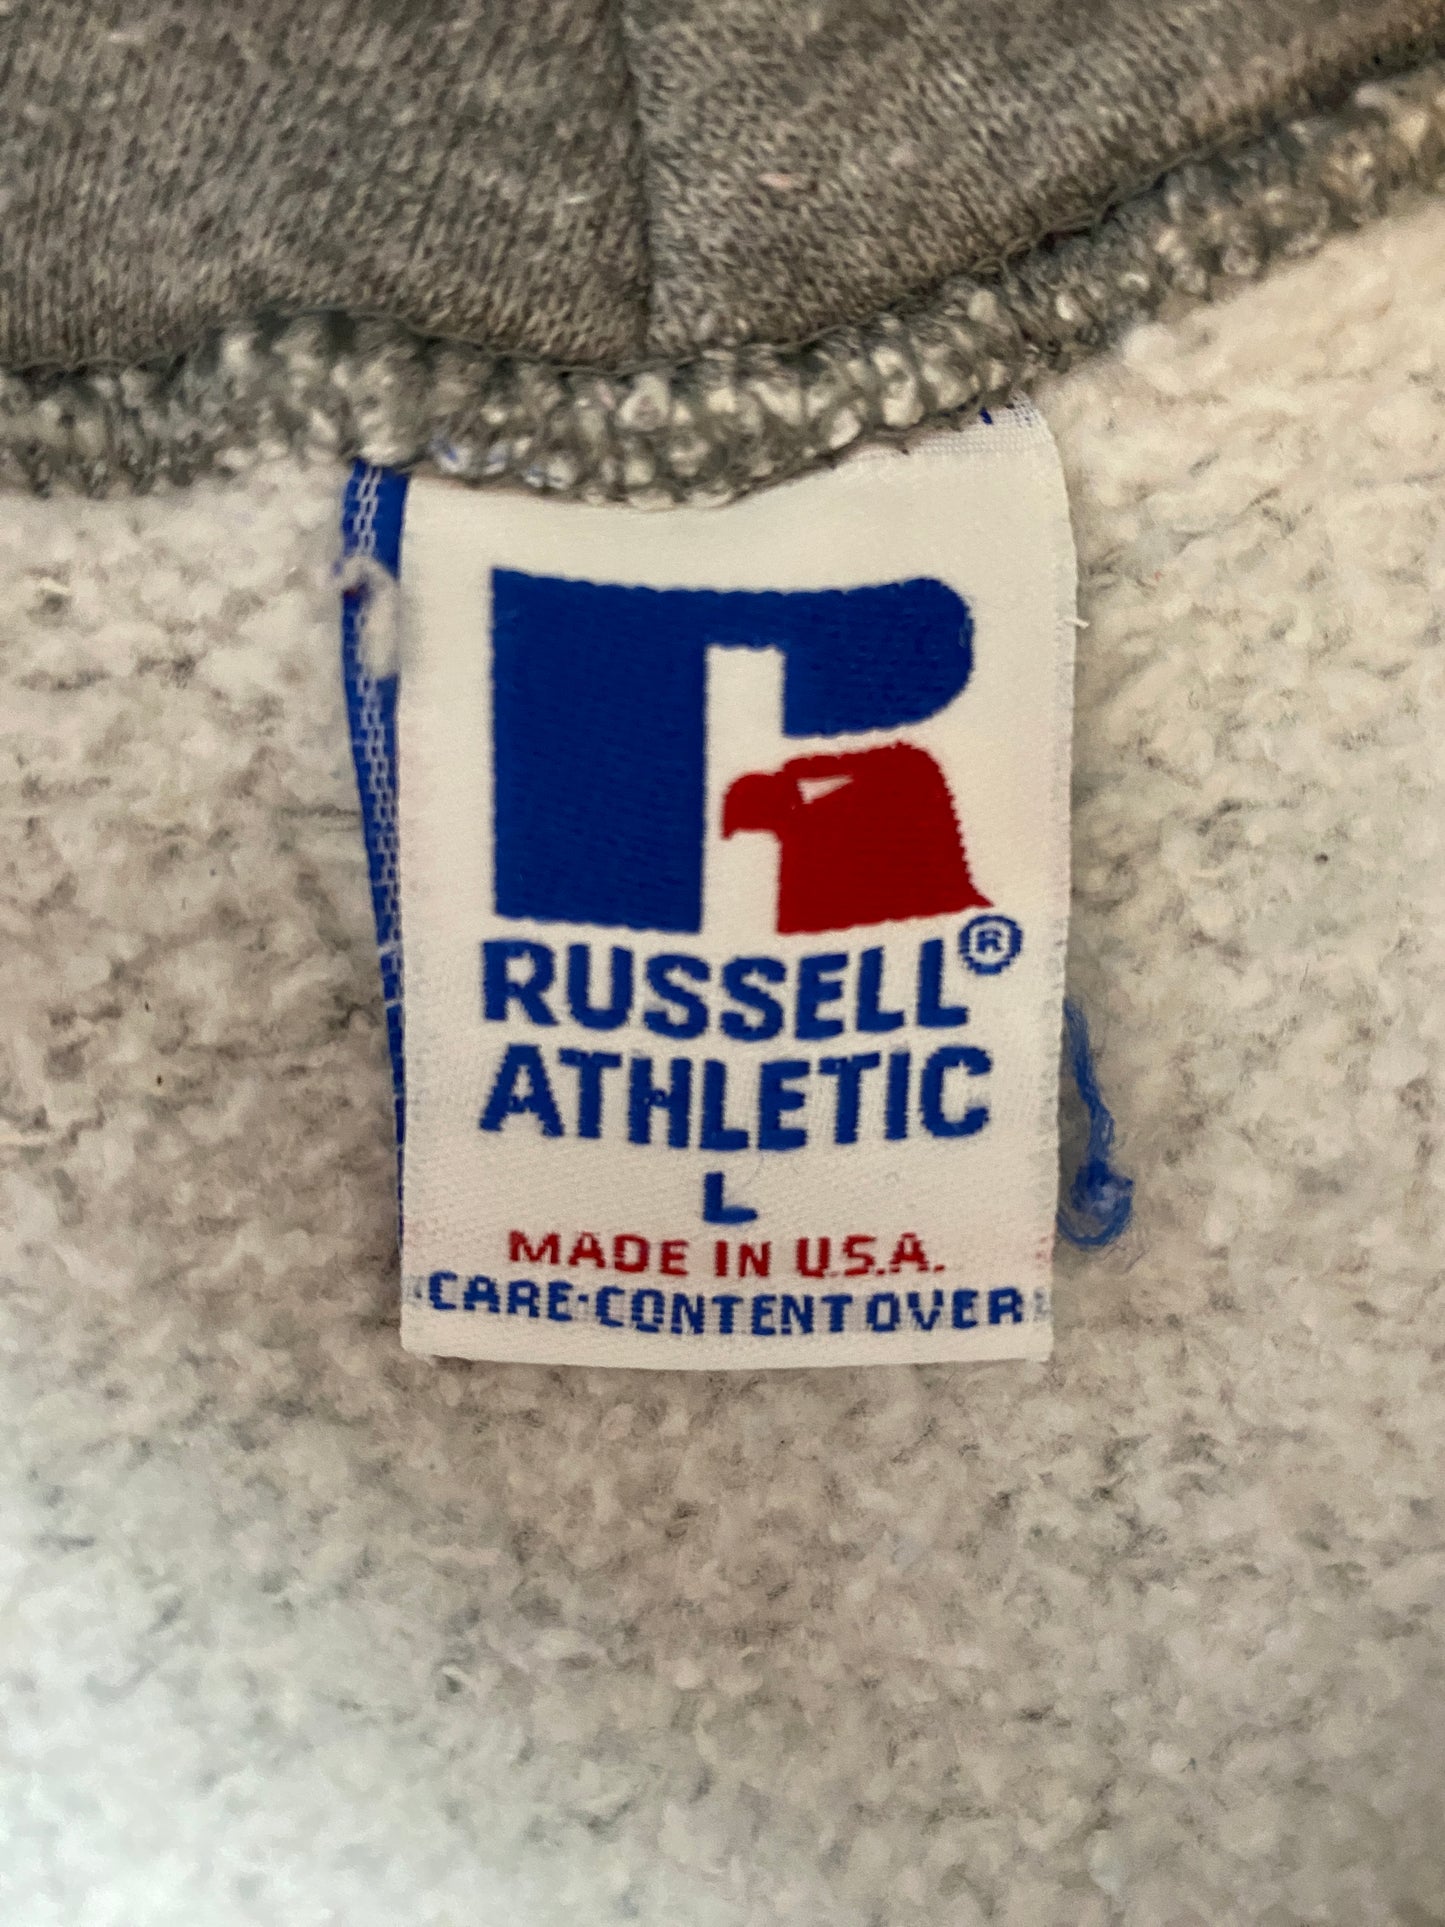 RUSSELL®
ATHLETIC
L
MADE IN U.S.A.
CARE·CONTENT OVER